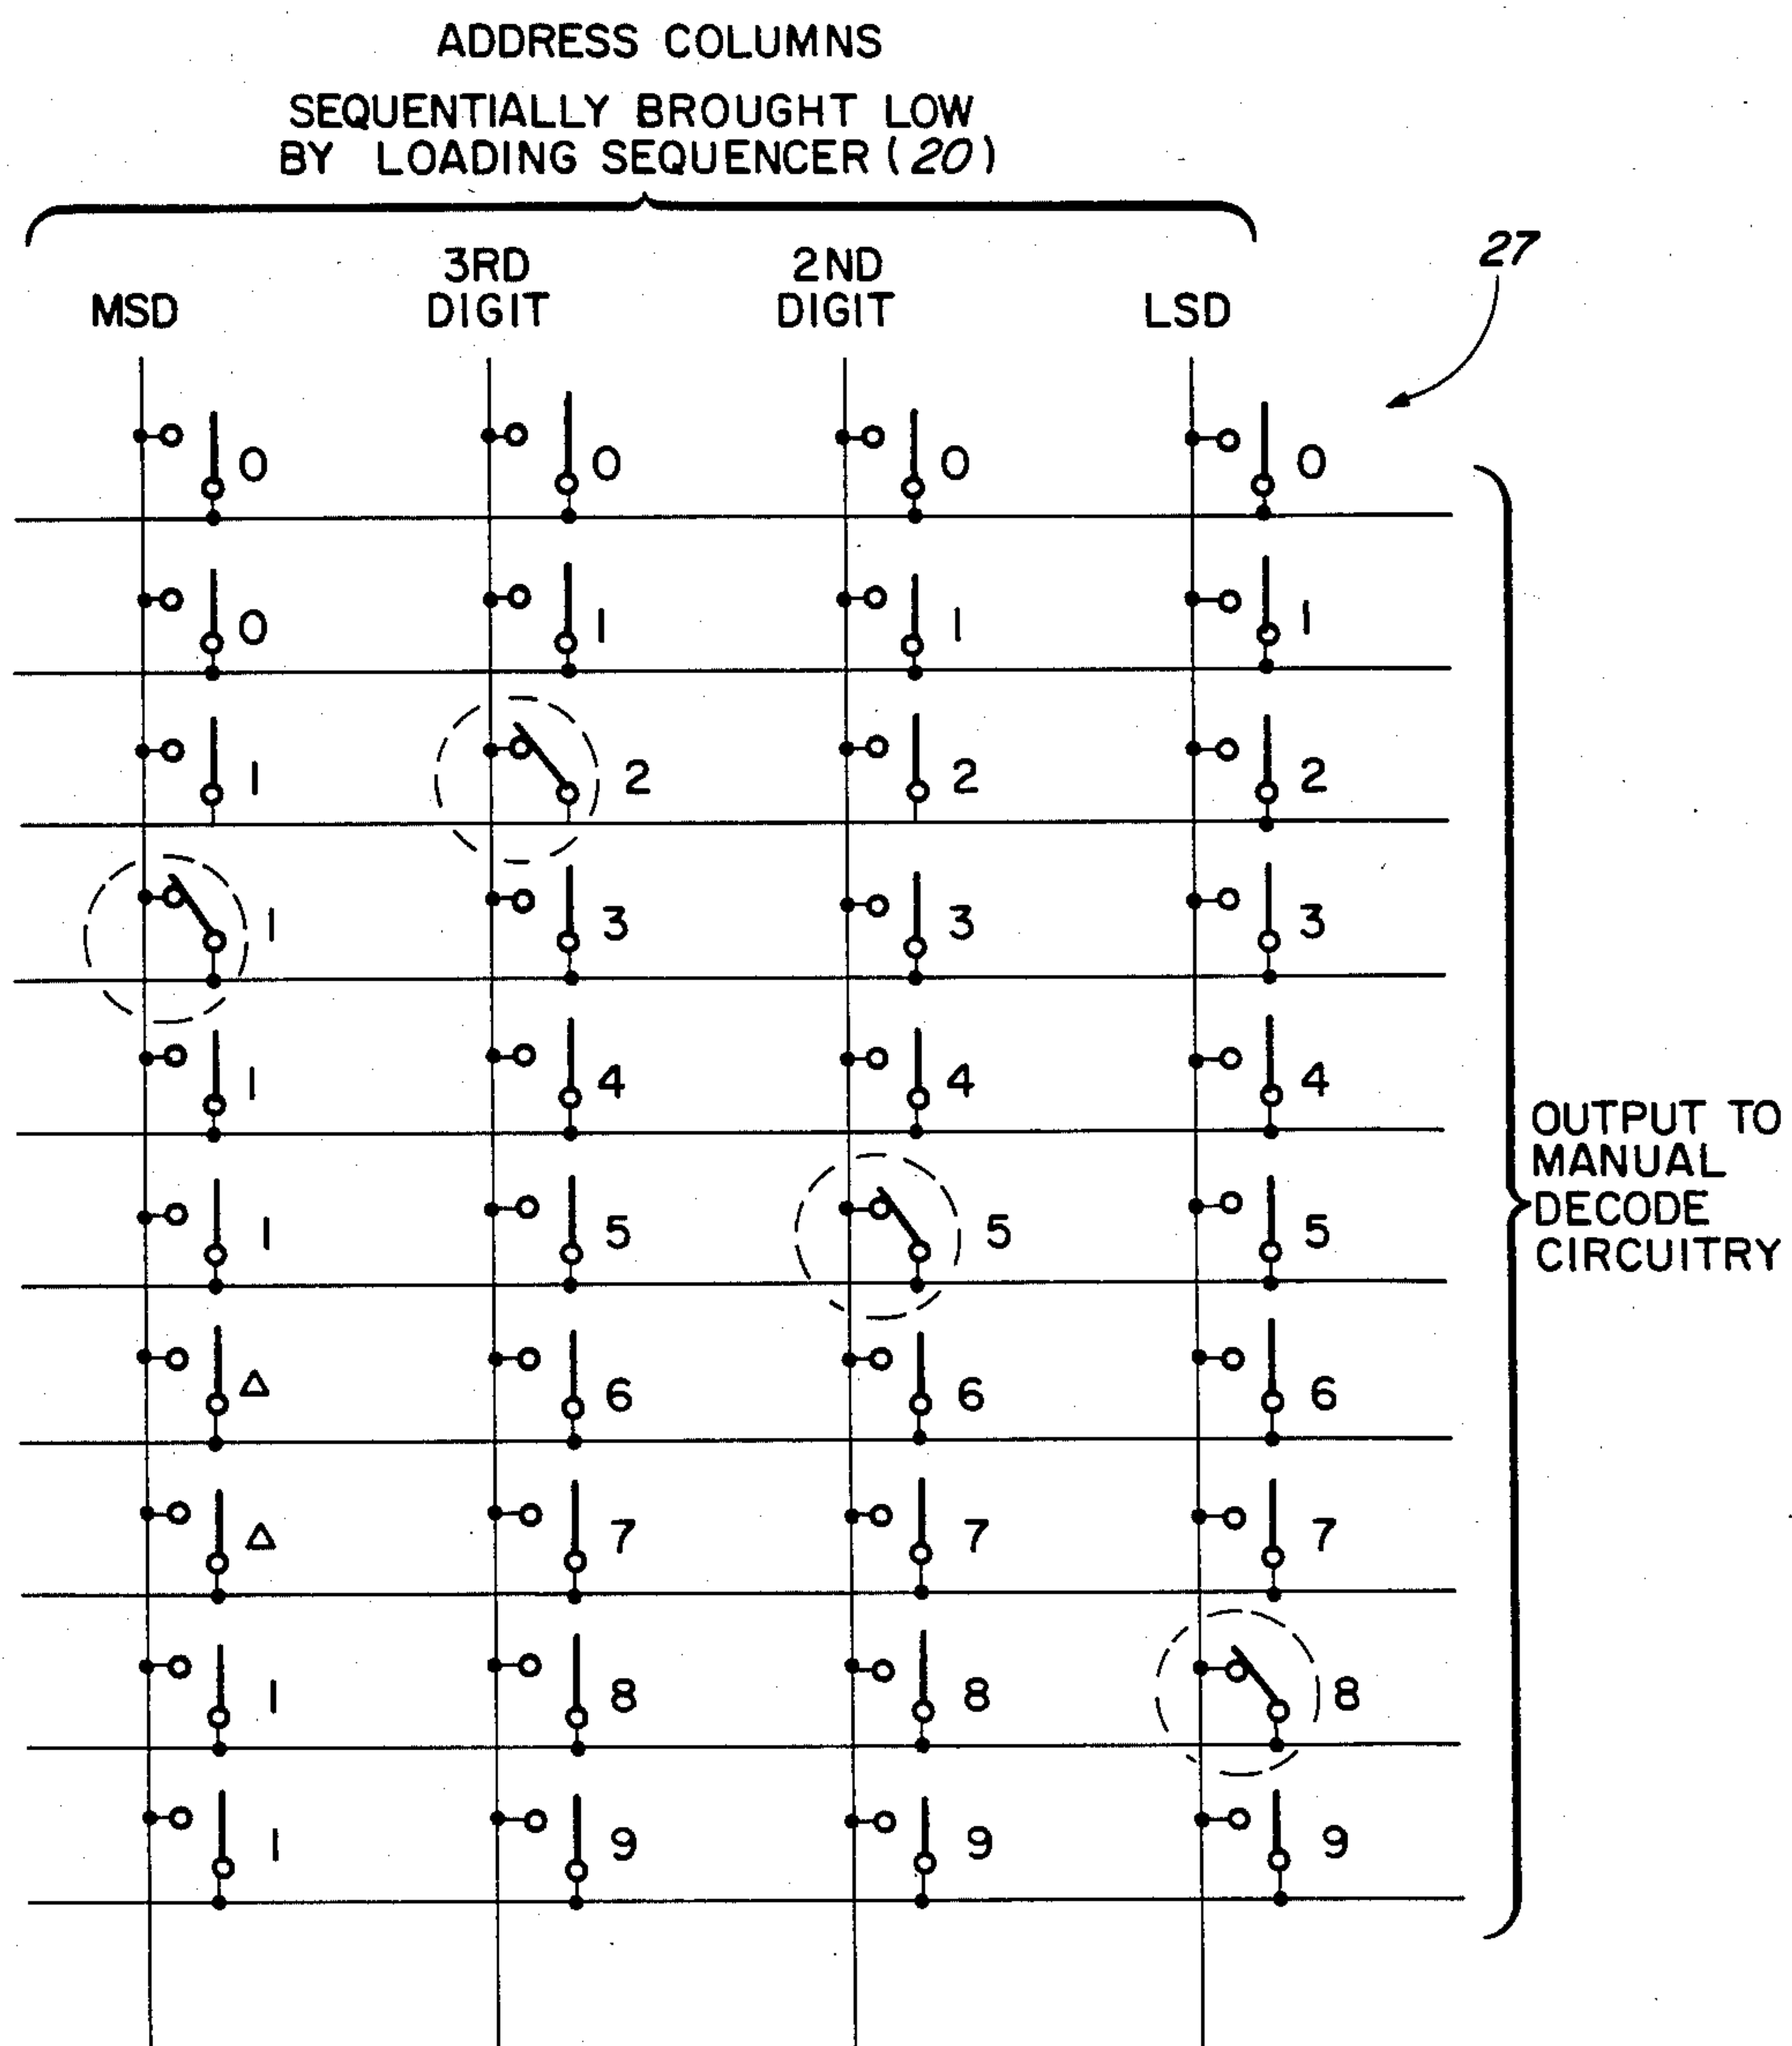 ADDRESS COLUMNS
SEQUENTIALLY BROUGHT LOW
BY LOADING SEQUENCER (20)
27
MSD
3RD
DIGIT
2ND
DIGIT
LSD
0 0 0 0
0 1 1 1
1 2 2 2
1 3 3 3
1 4 4 4
1 5 5 5
Δ 6 6 6
Δ 7 7 7
1 8 8 8
1 9 9 9
OUTPUT TO
MANUAL
DECODE
CIRCUITRY